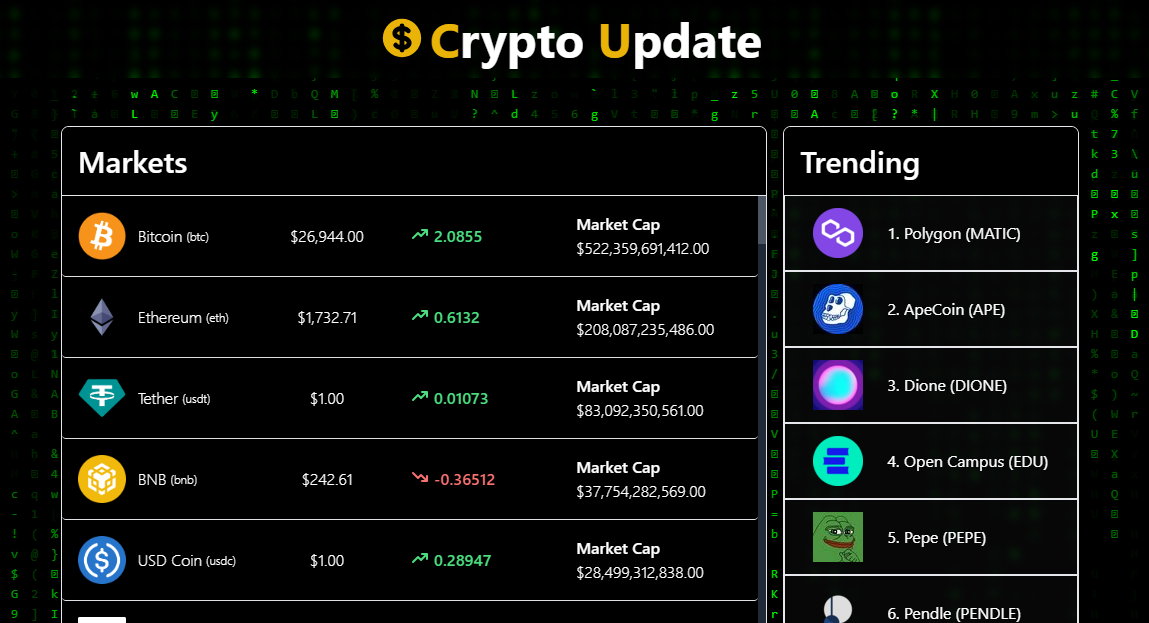 Crypto Update
Markets
Bitcoin (btc) $26,944.00 2.0855 Market Cap $522,359,691,412.00
Ethereum (eth) $1,732.71 0.6132 Market Cap $208,087,235,486.00
Tether (usdt) $1.00 0.01073 Market Cap $83,092,350,561.00
BNB (bnb) $242.61 -0.36512 Market Cap $37,754,282,569.00
USD Coin (usdc) $1.00 0.28947 Market Cap $28,499,312,838.00
Trending
1. Polygon (MATIC)
2. ApeCoin (APE)
3. Dione (DIONE)
4. Open Campus (EDU)
5. Pepe (PEPE)
6. Pendle (PENDLE)